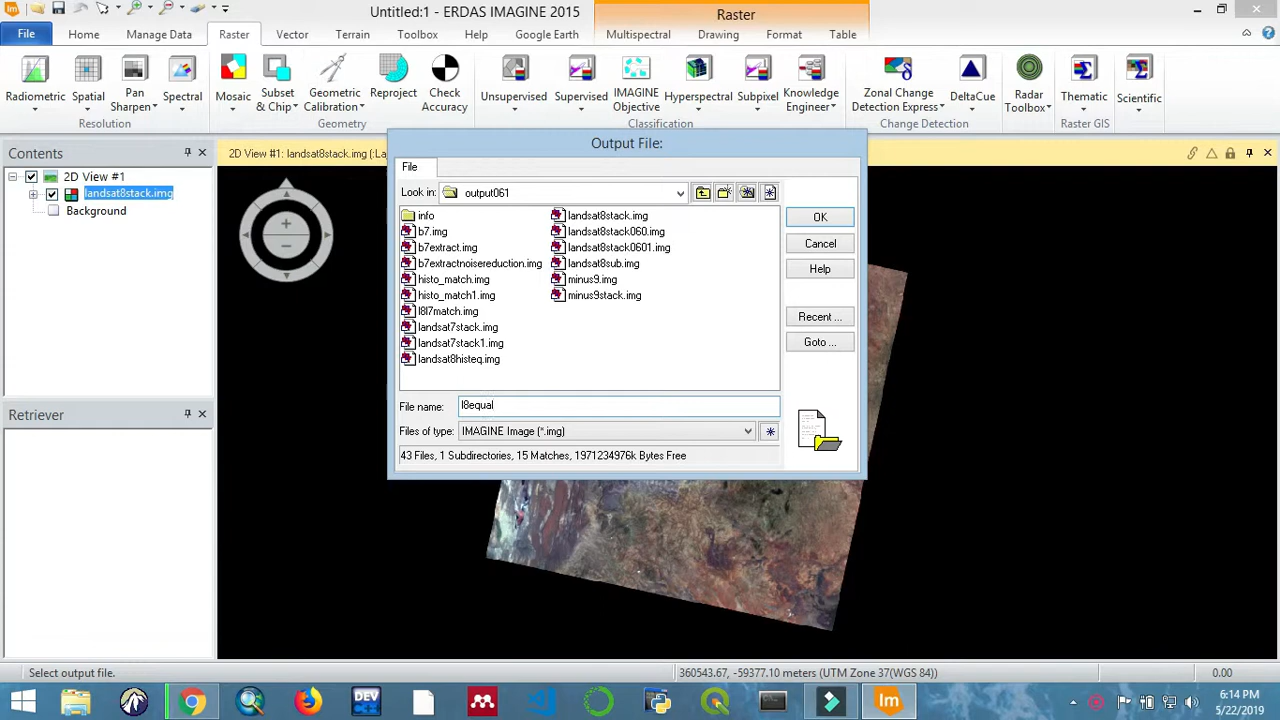 Untitled:1 - ERDAS IMAGINE 2015
Raster
File
Home
Manage Data
Raster
Vector
Terrain
Toolbox
Help
Google Earth
Multispectral
Drawing
Format
Table
Radiometric
Spatial
Pan
Sharpen
Spectral
Mosaic
Subset
& Chip
Geometric
Calibration
Reproject
Check
Accuracy
Unsupervised
Supervised
IMAGINE
Objective
Hyperspectral
Subpixel
Knowledge
Engineer
Zonal Change
Detection Express
DeltaCue
Radar
Toolbox
Thematic
Scientific
Resolution
Geometry
Classification
Change Detection
Raster GIS
Contents
2D View #1
landsat8stack.img
Background
Retriever
2D View #1: landsat8stack.img (:La
Output File:
File
Look in:
output061
info
b7.img
b7extract.img
b7extractnoisereduction.img
histo_match.img
histo_match1.img
l8l7match.img
landsat7stack.img
landsat7stack1.img
landsat8histeq.img
landsat8stack.img
landsat8stack060.img
landsat8stack0601.img
landsat8sub.img
minus9.img
minus9stack.img
OK
Cancel
Help
Recent ...
Goto ...
File name:
l8equal
Files of type:
IMAGINE Image (*.img)
43 Files, 1 Subdirectories, 15 Matches, 1971234976k Bytes Free
Select output file.
360543.67, -59377.10 meters (UTM Zone 37(WGS 84))
0.00
DEV
Im
6:14 PM
5/22/2019